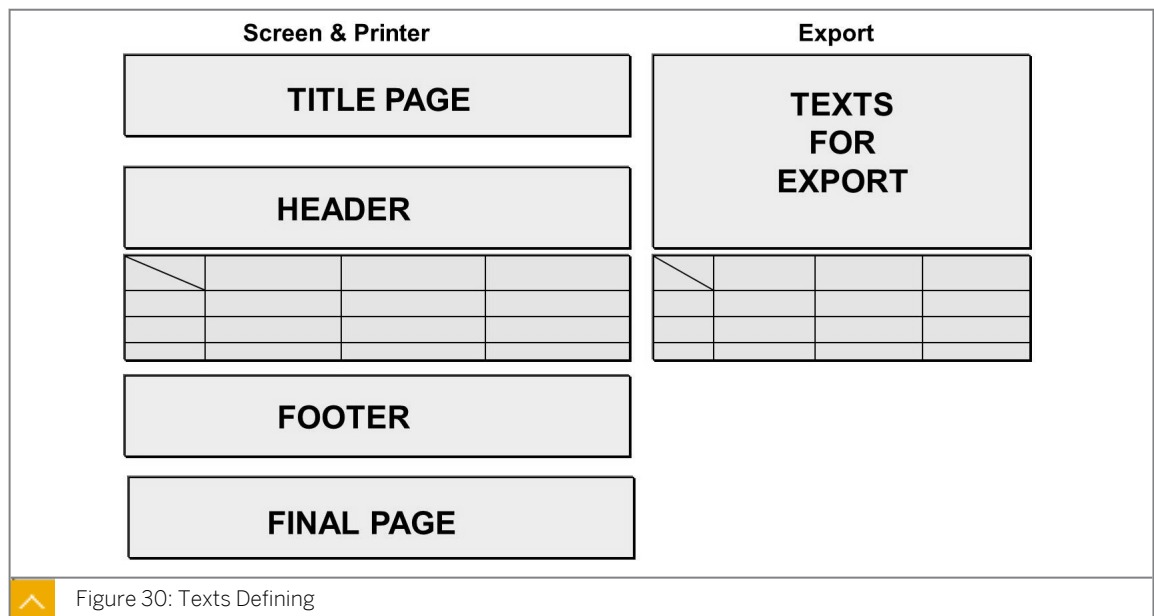 Screen & Printer
TITLE PAGE
HEADER
FOOTER
FINAL PAGE
Export
TEXTS
FOR
EXPORT
Figure 30: Texts Defining